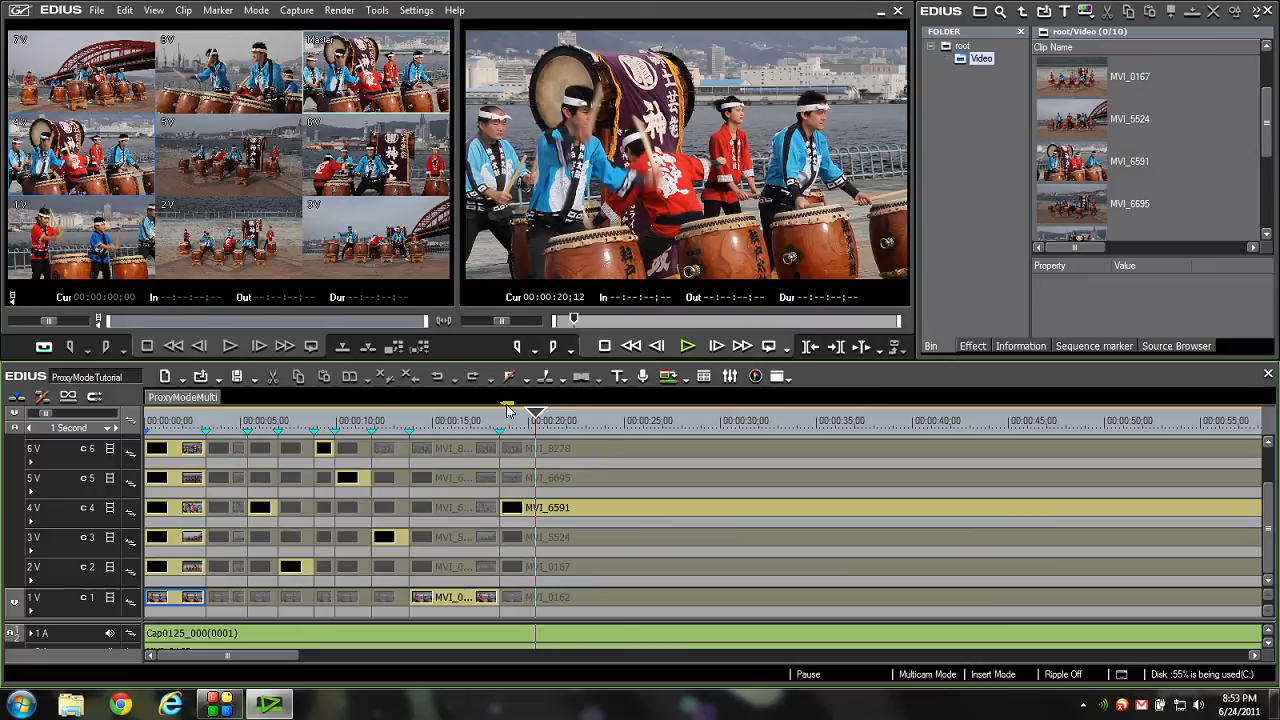 EDIUS File Edit View Clip Marker Mode Capture Render Tools Settings Help
7V 8V Master
4V 5V 6V
1V 2V 3V
Cur 00:00:00;00 In --:--:--;-- Out --:--:--;-- Dur --:--:--;--
Cur 00:00:20;12 In --:--:--;-- Out --:--:--;-- Dur --:--:--;--
神戸
EDIUS
FOLDER
root
Video
root/Video (0/10)
Clip Name
MVI_0167
MVI_5524
MVI_6591
MVI_6695
Property Value
Bin Effect Information Sequence marker Source Browser
EDIUS ProxyModeTutorial
ProxyModeMulti
1 Second
00:00:00;00 00:00:05;00 00:00:10;00 00:00:15;00 00:00:20;00 00:00:25;00 00:00:30;00 00:00:35;00 00:00:40;00 00:00:45;00 00:00:50;00 00:00:55;00
6 V C 6 MVI_8... MVI_8278
5 V C 5 MVI_6... MVI_6695
4 V C 4 MVI_6... MVI_6591
3 V C 3 MVI_5... MVI_5524
2 V C 2 MVI_0... MVI_0167
1 V C 1 MVI_0... MVI_0162
1 A Cap0125_000(0001)
Pause Multicam Mode Insert Mode Ripple Off Disk :55% is being used(C:)
8:53 PM
6/24/2011